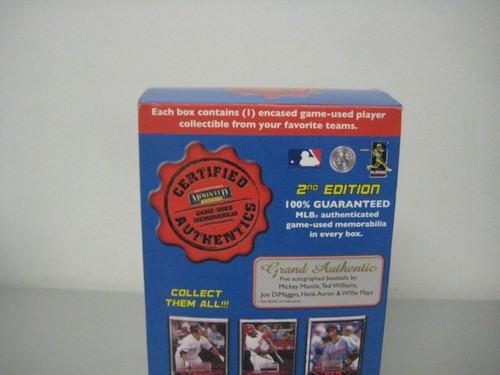 Each box contains (1) encased game-used player
collectible from your favorite teams.
CERTIFIED
MOUNTED
GAME-USED
MEMORABILIA
AUTHENTICS
2ND EDITION
100% GUARANTEED
MLB® authenticated
game-used memorabilia
in every box.
Grand Authentic
Five autographed baseballs by:
Mickey Mantle, Ted Williams,
Joe DiMaggio, Hank Aaron & Willie Mays
COLLECT
THEM ALL!!!